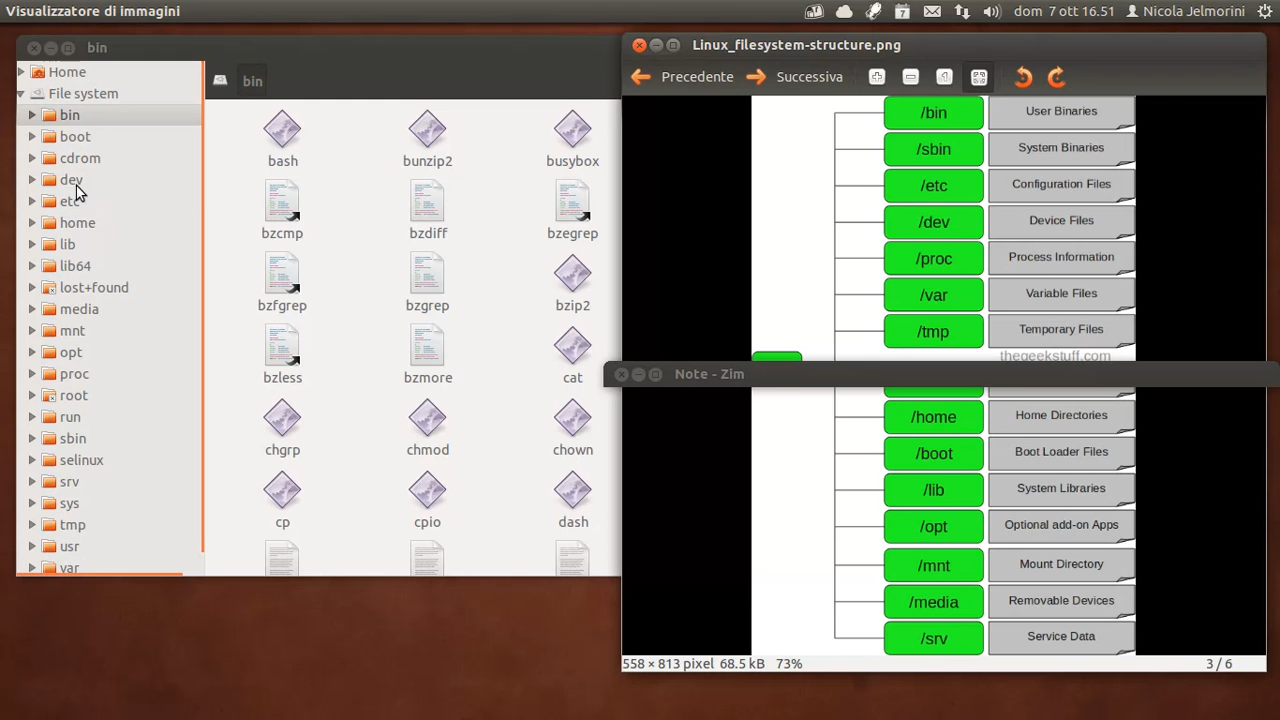 Visualizzatore di immagini
7
dom 7 ott 16.51
Nicola Jelmorini
bin
Home
File system
bin
boot
cdrom
dev
etc
home
lib
lib64
lost+found
media
mnt
opt
proc
root
run
sbin
selinux
srv
sys
tmp
usr
var
bin
bash
bunzip2
busybox
bzcmp
bzdiff
bzegrep
bzfgrep
bzgrep
bzip2
bzless
bzmore
cat
chgrp
chmod
chown
cp
cpio
dash
Linux_filesystem-structure.png
Precedente
Successiva
/bin User Binaries
/sbin System Binaries
/etc Configuration Files
/dev Device Files
/proc Process Information
/var Variable Files
/tmp Temporary Files
thegeekstuff.com
Note - Zim
/home Home Directories
/boot Boot Loader Files
/lib System Libraries
/opt Optional add-on Apps
/mnt Mount Directory
/media Removable Devices
/srv Service Data
558 × 813 pixel 68.5 kB 73%
3 / 6